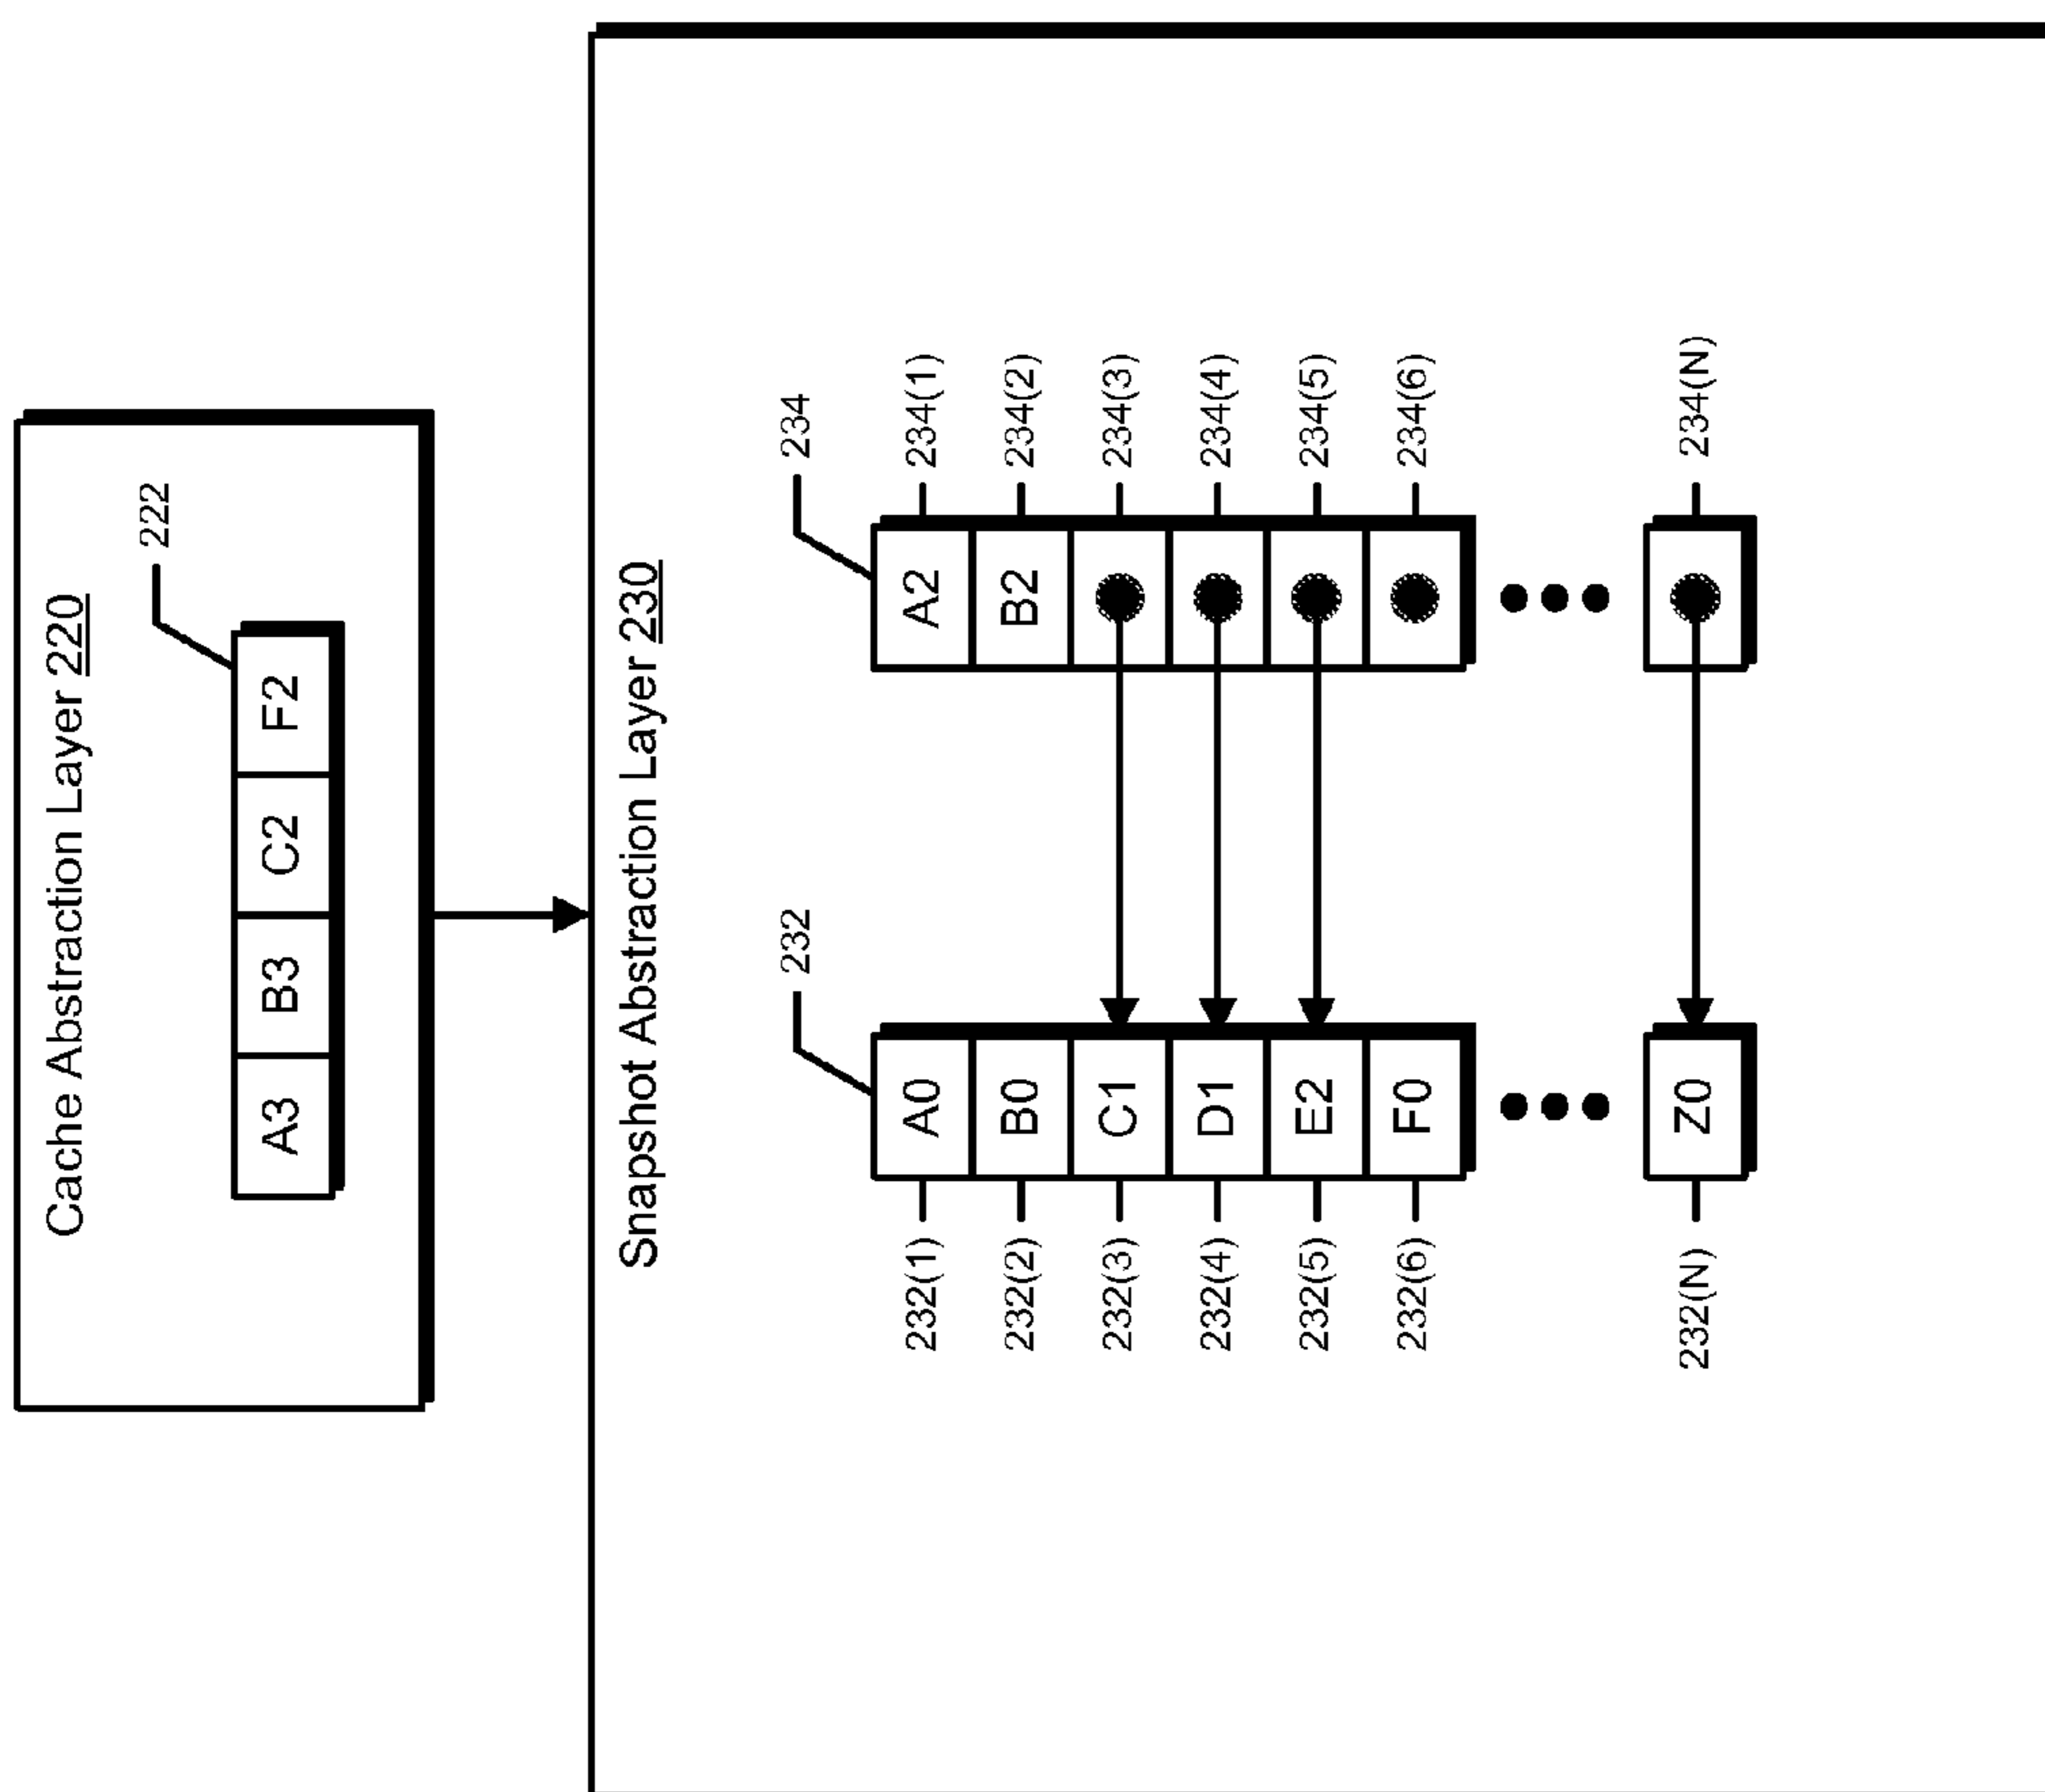 Cache Abstraction Layer 220
222
A3 B3 C2 F2
Snapshot Abstraction Layer 230
232 234
232(1) A0 A2 234(1)
232(2) B0 B2 234(2)
232(3) C1 234(3)
232(4) D1 234(4)
232(5) E2 234(5)
232(6) F0 234(6)
232(N) Z0 234(N)